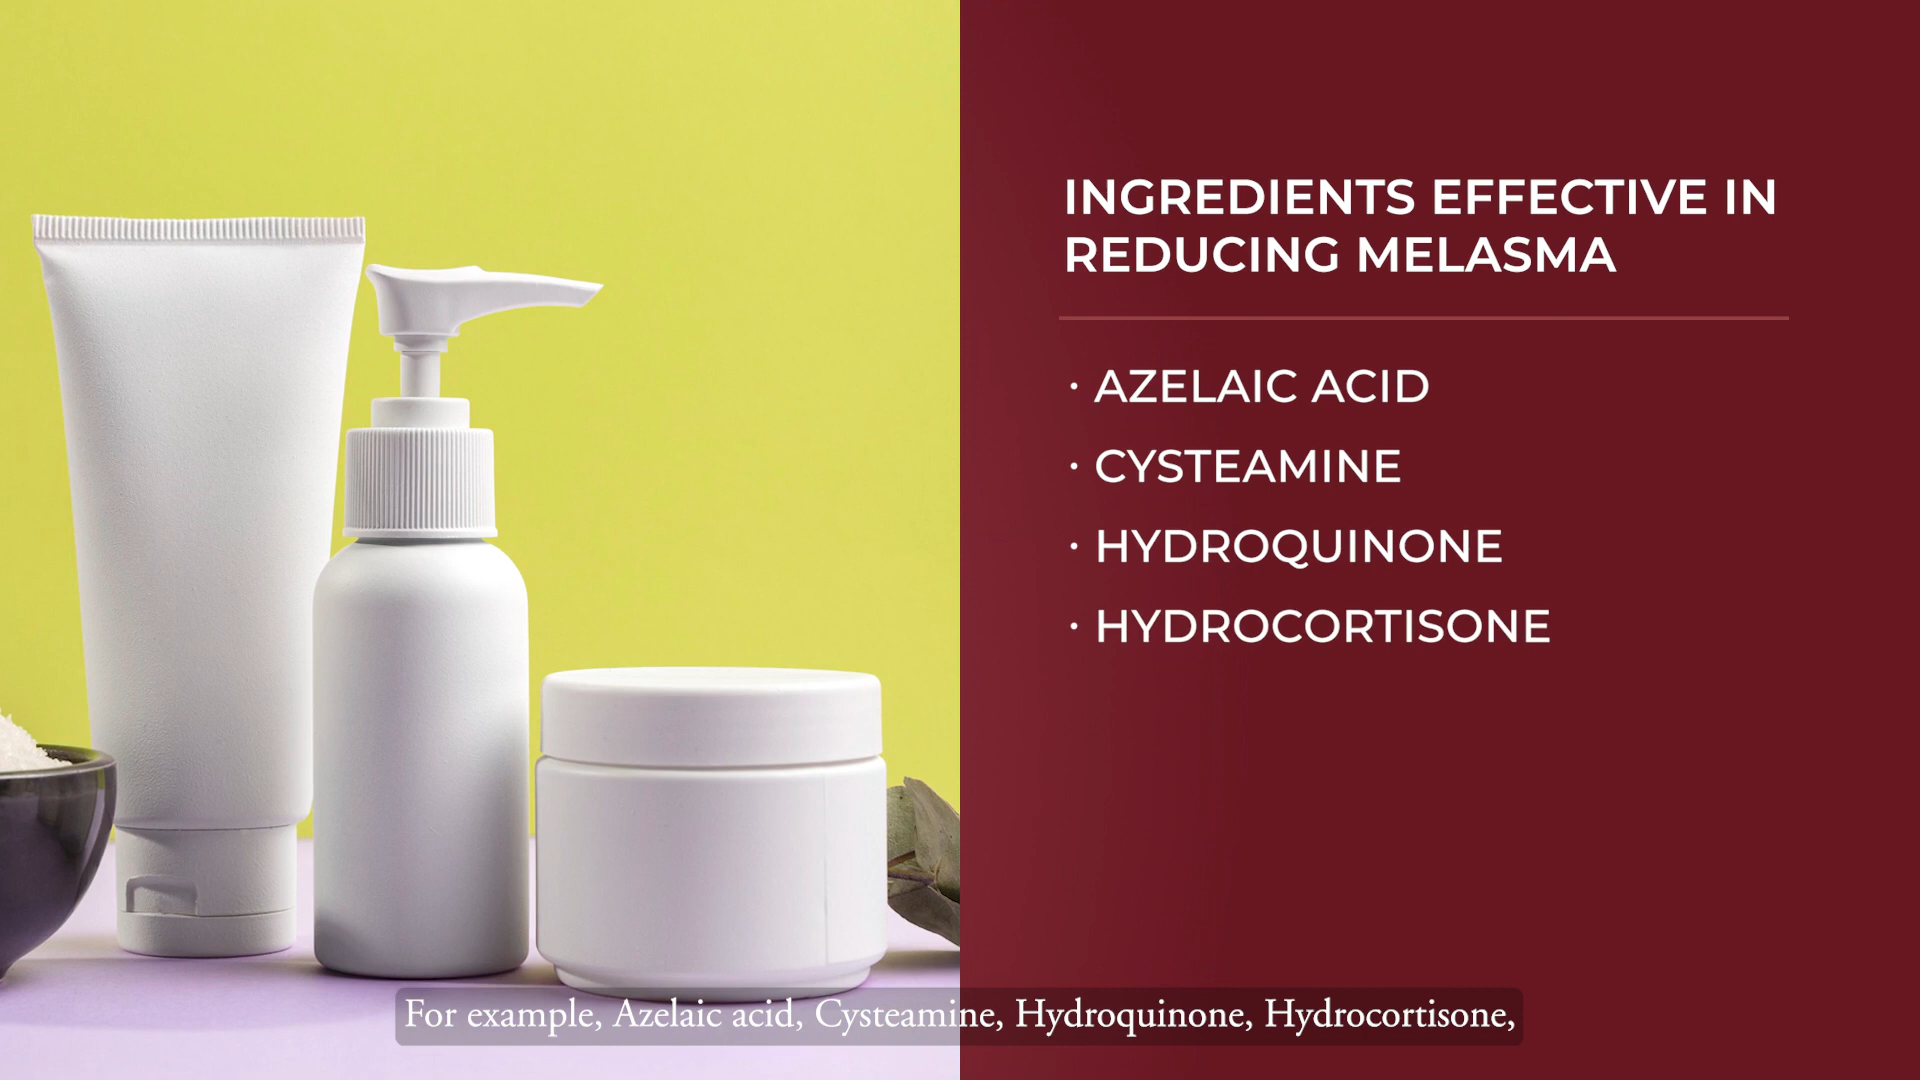 INGREDIENTS EFFECTIVE IN
REDUCING MELASMA
· AZELAIC ACID
· CYSTEAMINE
· HYDROQUINONE
· HYDROCORTISONE
For example, Azelaic acid, Cysteamine, Hydroquinone, Hydrocortisone,